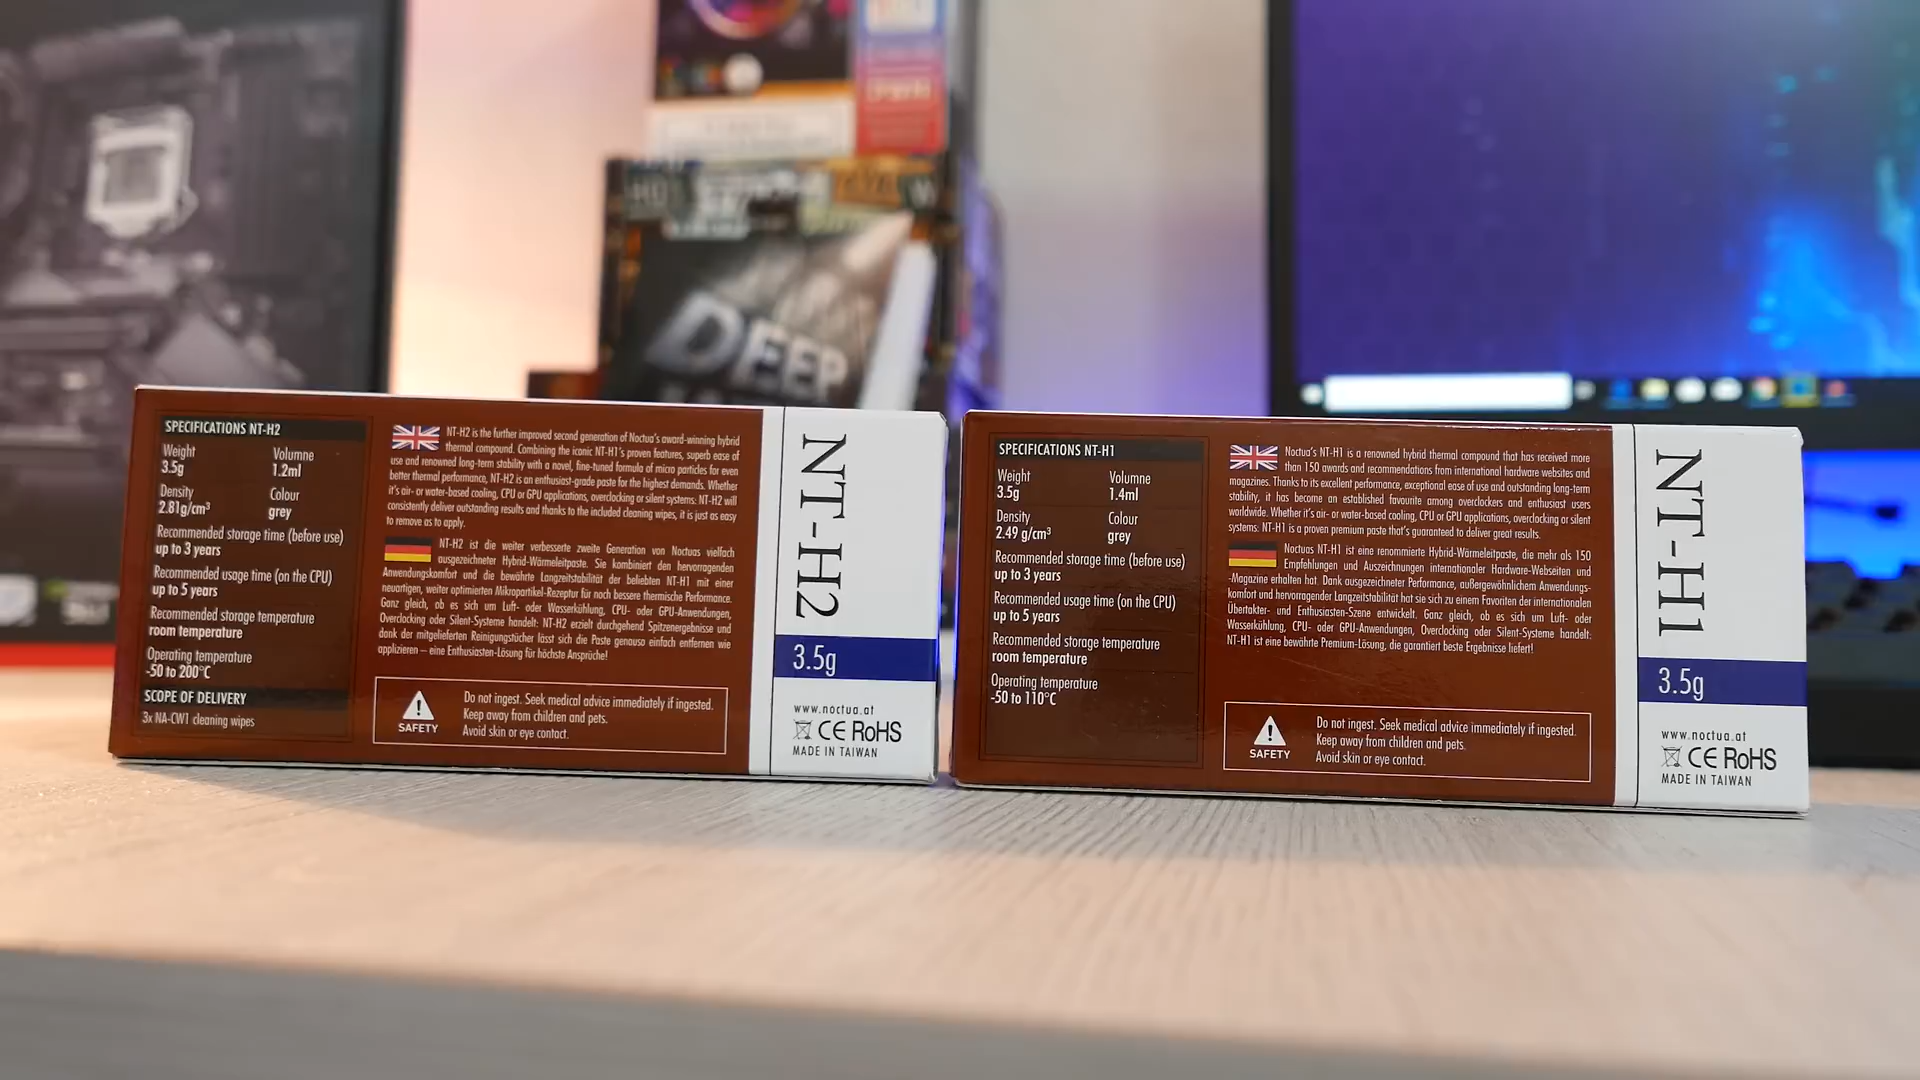 DEEP
SPECIFICATIONS NT-H2
Weight Volumne
3.5g 1.2ml
Density Colour
2.81g/cm³ grey
Recommended storage time (before use)
up to 3 years
Recommended usage time (on the CPU)
up to 5 years
Recommended storage temperature
room temperature
Operating temperature
-50 to 200°C
SCOPE OF DELIVERY
3x NA-CW1 cleaning wipes
NT-H2 is the further improved second generation of Noctua's award-winning hybrid
thermal compound. Combining the iconic NT-H1's proven features, superb ease of
use and renowned long-term stability with a novel, fine-tuned formula of micro particles for even
better thermal performance, NT-H2 is an enthusiast-grade paste for the highest demands. Whether
it's air- or water-based cooling, CPU or GPU applications, overclocking or silent systems: NT-H2 will
consistently deliver outstanding results and thanks to the included cleaning wipes, it is just as easy
to remove as to apply.
NT-H2 ist die weiter verbesserte zweite Generation von Noctuas vielfach
ausgezeichneter Hybrid-Wärmeleitpaste. Sie kombiniert den hervorragenden
Anwendungskomfort und die bewährte Langzeitstabilität der beliebten NT-H1 mit einer
neuartigen, weiter optimierten Mikropartikel-Rezeptur für noch bessere thermische Performance.
Ganz gleich, ob es sich um Luft- oder Wasserkühlung, CPU- oder GPU-Anwendungen,
Overclocking oder Silent-Systeme handelt: NT-H2 erzielt durchgehend Spitzenergebnisse und
dank der mitgelieferten Reinigungstücher lässt sich die Paste genauso einfach entfernen wie
applizieren – eine Enthusiasten-Lösung für höchste Ansprüche!
SAFETY
Do not ingest. Seek medical advice immediately if ingested.
Keep away from children and pets.
Avoid skin or eye contact.
NT-H2
3.5g
www.noctua.at
CE RoHS
MADE IN TAIWAN
SPECIFICATIONS NT-H1
Weight Volumne
3.5g 1.4ml
Density Colour
2.49 g/cm³ grey
Recommended storage time (before use)
up to 3 years
Recommended usage time (on the CPU)
up to 5 years
Recommended storage temperature
room temperature
Operating temperature
-50 to 110°C
Noctua's NT-H1 is a renowned hybrid thermal compound that has received more
than 150 awards and recommendations from international hardware websites and
magazines. Thanks to its excellent performance, exceptional ease of use and outstanding long-term
stability, it has become an established favourite among overclockers and enthusiast users
worldwide. Whether it's air- or water-based cooling, CPU or GPU applications, overclocking or silent
systems: NT-H1 is a proven premium paste that's guaranteed to deliver great results.
Noctuas NT-H1 ist eine renommierte Hybrid-Wärmeleitpaste, die mehr als 150
Empfehlungen und Auszeichnungen internationaler Hardware-Webseiten und
-Magazine erhalten hat. Dank ausgezeichneter Performance, außergewöhnlichem Anwendungs-
komfort und hervorragender Langzeitstabilität hat sie sich zu einem Favoriten der internationalen
Übertakter- und Enthusiasten-Szene entwickelt. Ganz gleich, ob es sich um Luft- oder
Wasserkühlung, CPU- oder GPU-Anwendungen, Overclocking oder Silent-Systeme handelt:
NT-H1 ist eine bewährte Premium-Lösung, die garantiert beste Ergebnisse liefert!
SAFETY
Do not ingest. Seek medical advice immediately if ingested.
Keep away from children and pets.
Avoid skin or eye contact.
NT-H1
3.5g
www.noctua.at
CE RoHS
MADE IN TAIWAN